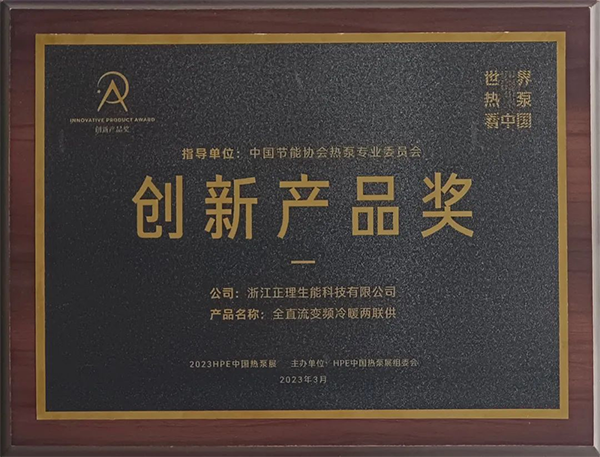 INNOVATIVE PRODUCT AWARD
创新产品奖
世界
热泵
看中国
指导单位：中国节能协会热泵专业委员会
创新产品奖
公司：浙江正理生能科技有限公司
产品名称：全直流变频冷暖两联供
2023HPE中国热泵展 主办单位：HPE中国热泵展组委会
2023年3月